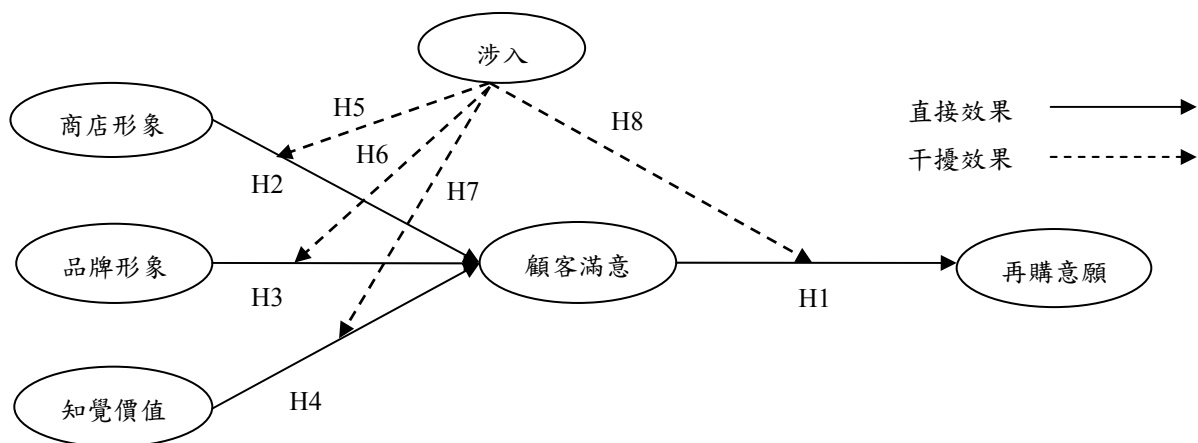 涉入
商店形象
H5
H8
直接效果
H6
干擾效果
H2
H7
品牌形象
顧客滿意
再購意願
H3
H1
H4
知覺價值